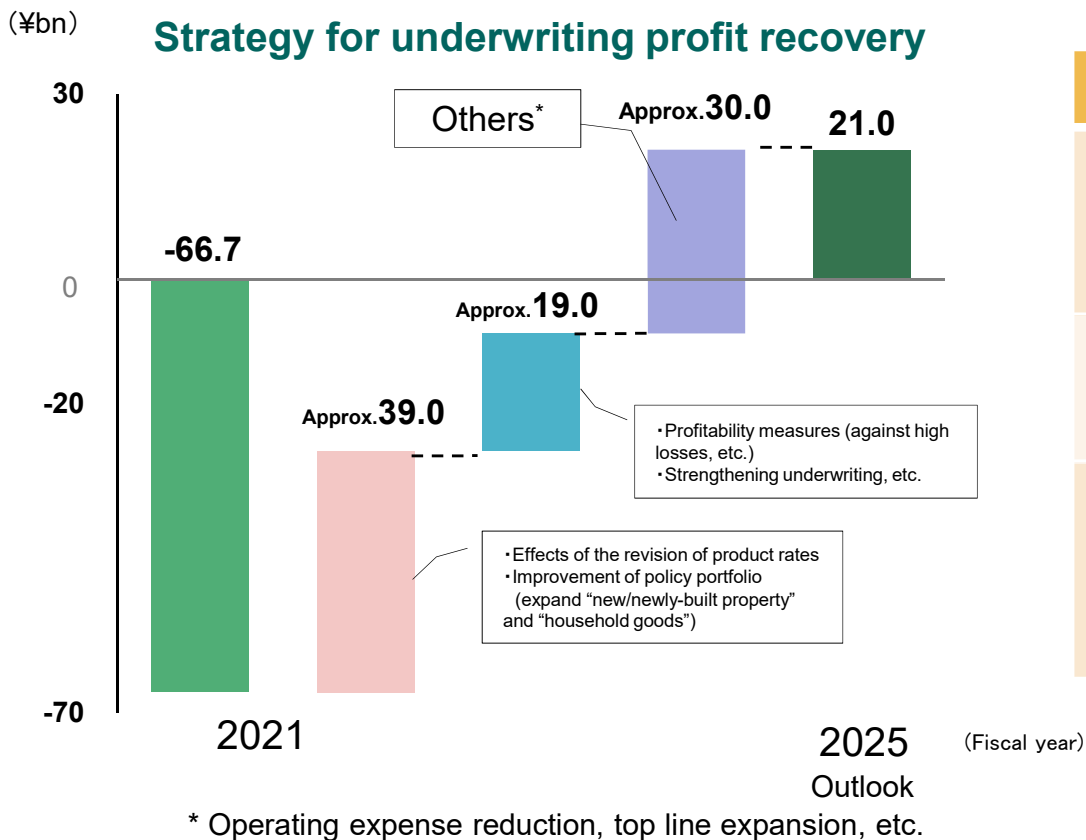 (¥bn)
Strategy for underwriting profit recovery
30
Others*
Approx.30.0
21.0
-66.7
0
Approx.19.0
-20
Approx.39.0
・Profitability measures (against high
losses, etc.)
・Strengthening underwriting, etc.
・Effects of the revision of product rates
・Improvement of policy portfolio
(expand “new/newly-built property”
and “household goods”)
-70
2021
2025
(Fiscal year)
Outlook
* Operating expense reduction, top line expansion, etc.